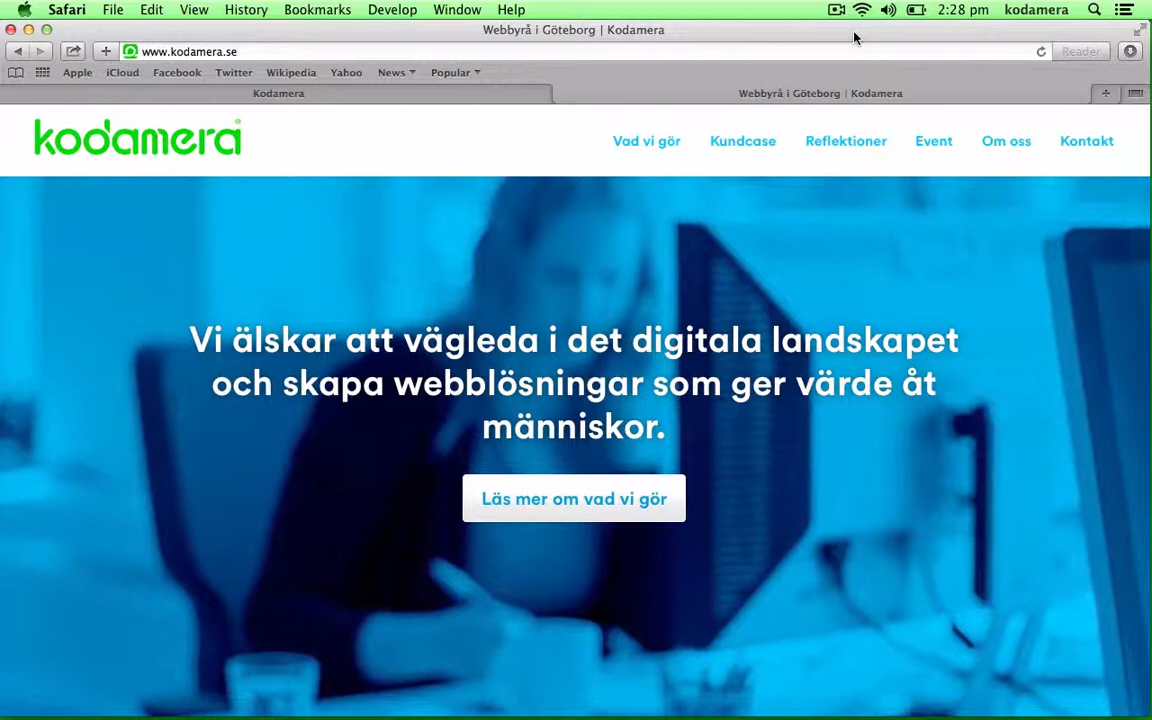 Safari File Edit View History Bookmarks Develop Window Help 2:28 pm kodamera
Webbyrå i Göteborg | Kodamera
www.kodamera.se Reader
Apple iCloud Facebook Twitter Wikipedia Yahoo News Popular
Kodamera Webbyrå i Göteborg | Kodamera
kodamera Vad vi gör Kundcase Reflektioner Event Om oss Kontakt
Vi älskar att vägleda i det digitala landskapet
och skapa webblösningar som ger värde åt
människor.
Läs mer om vad vi gör